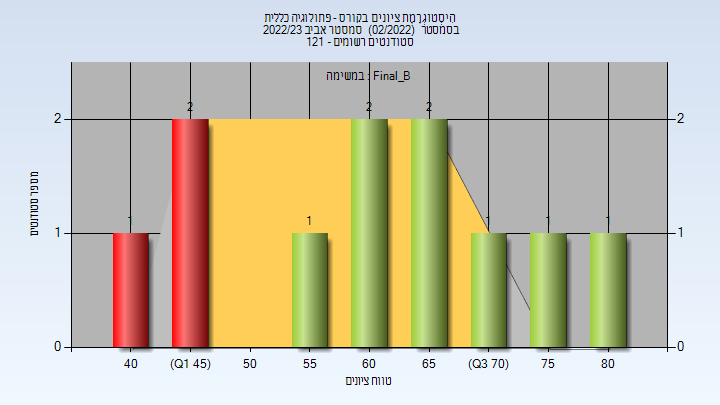 היסטוגרמת ציונים בקורס - פתולוגיה כללית
בסמסטר (02/2022) סמסטר אביב 2022/23
סטודנטים רשומים - 121
במשימה : Final_B
2 2 2
2 2
מספר סטודנטים
1 1 1 1 1
1 1
0 0
40 (Q1 45) 50 55 60 65 (Q3 70) 75 80
טווח ציונים